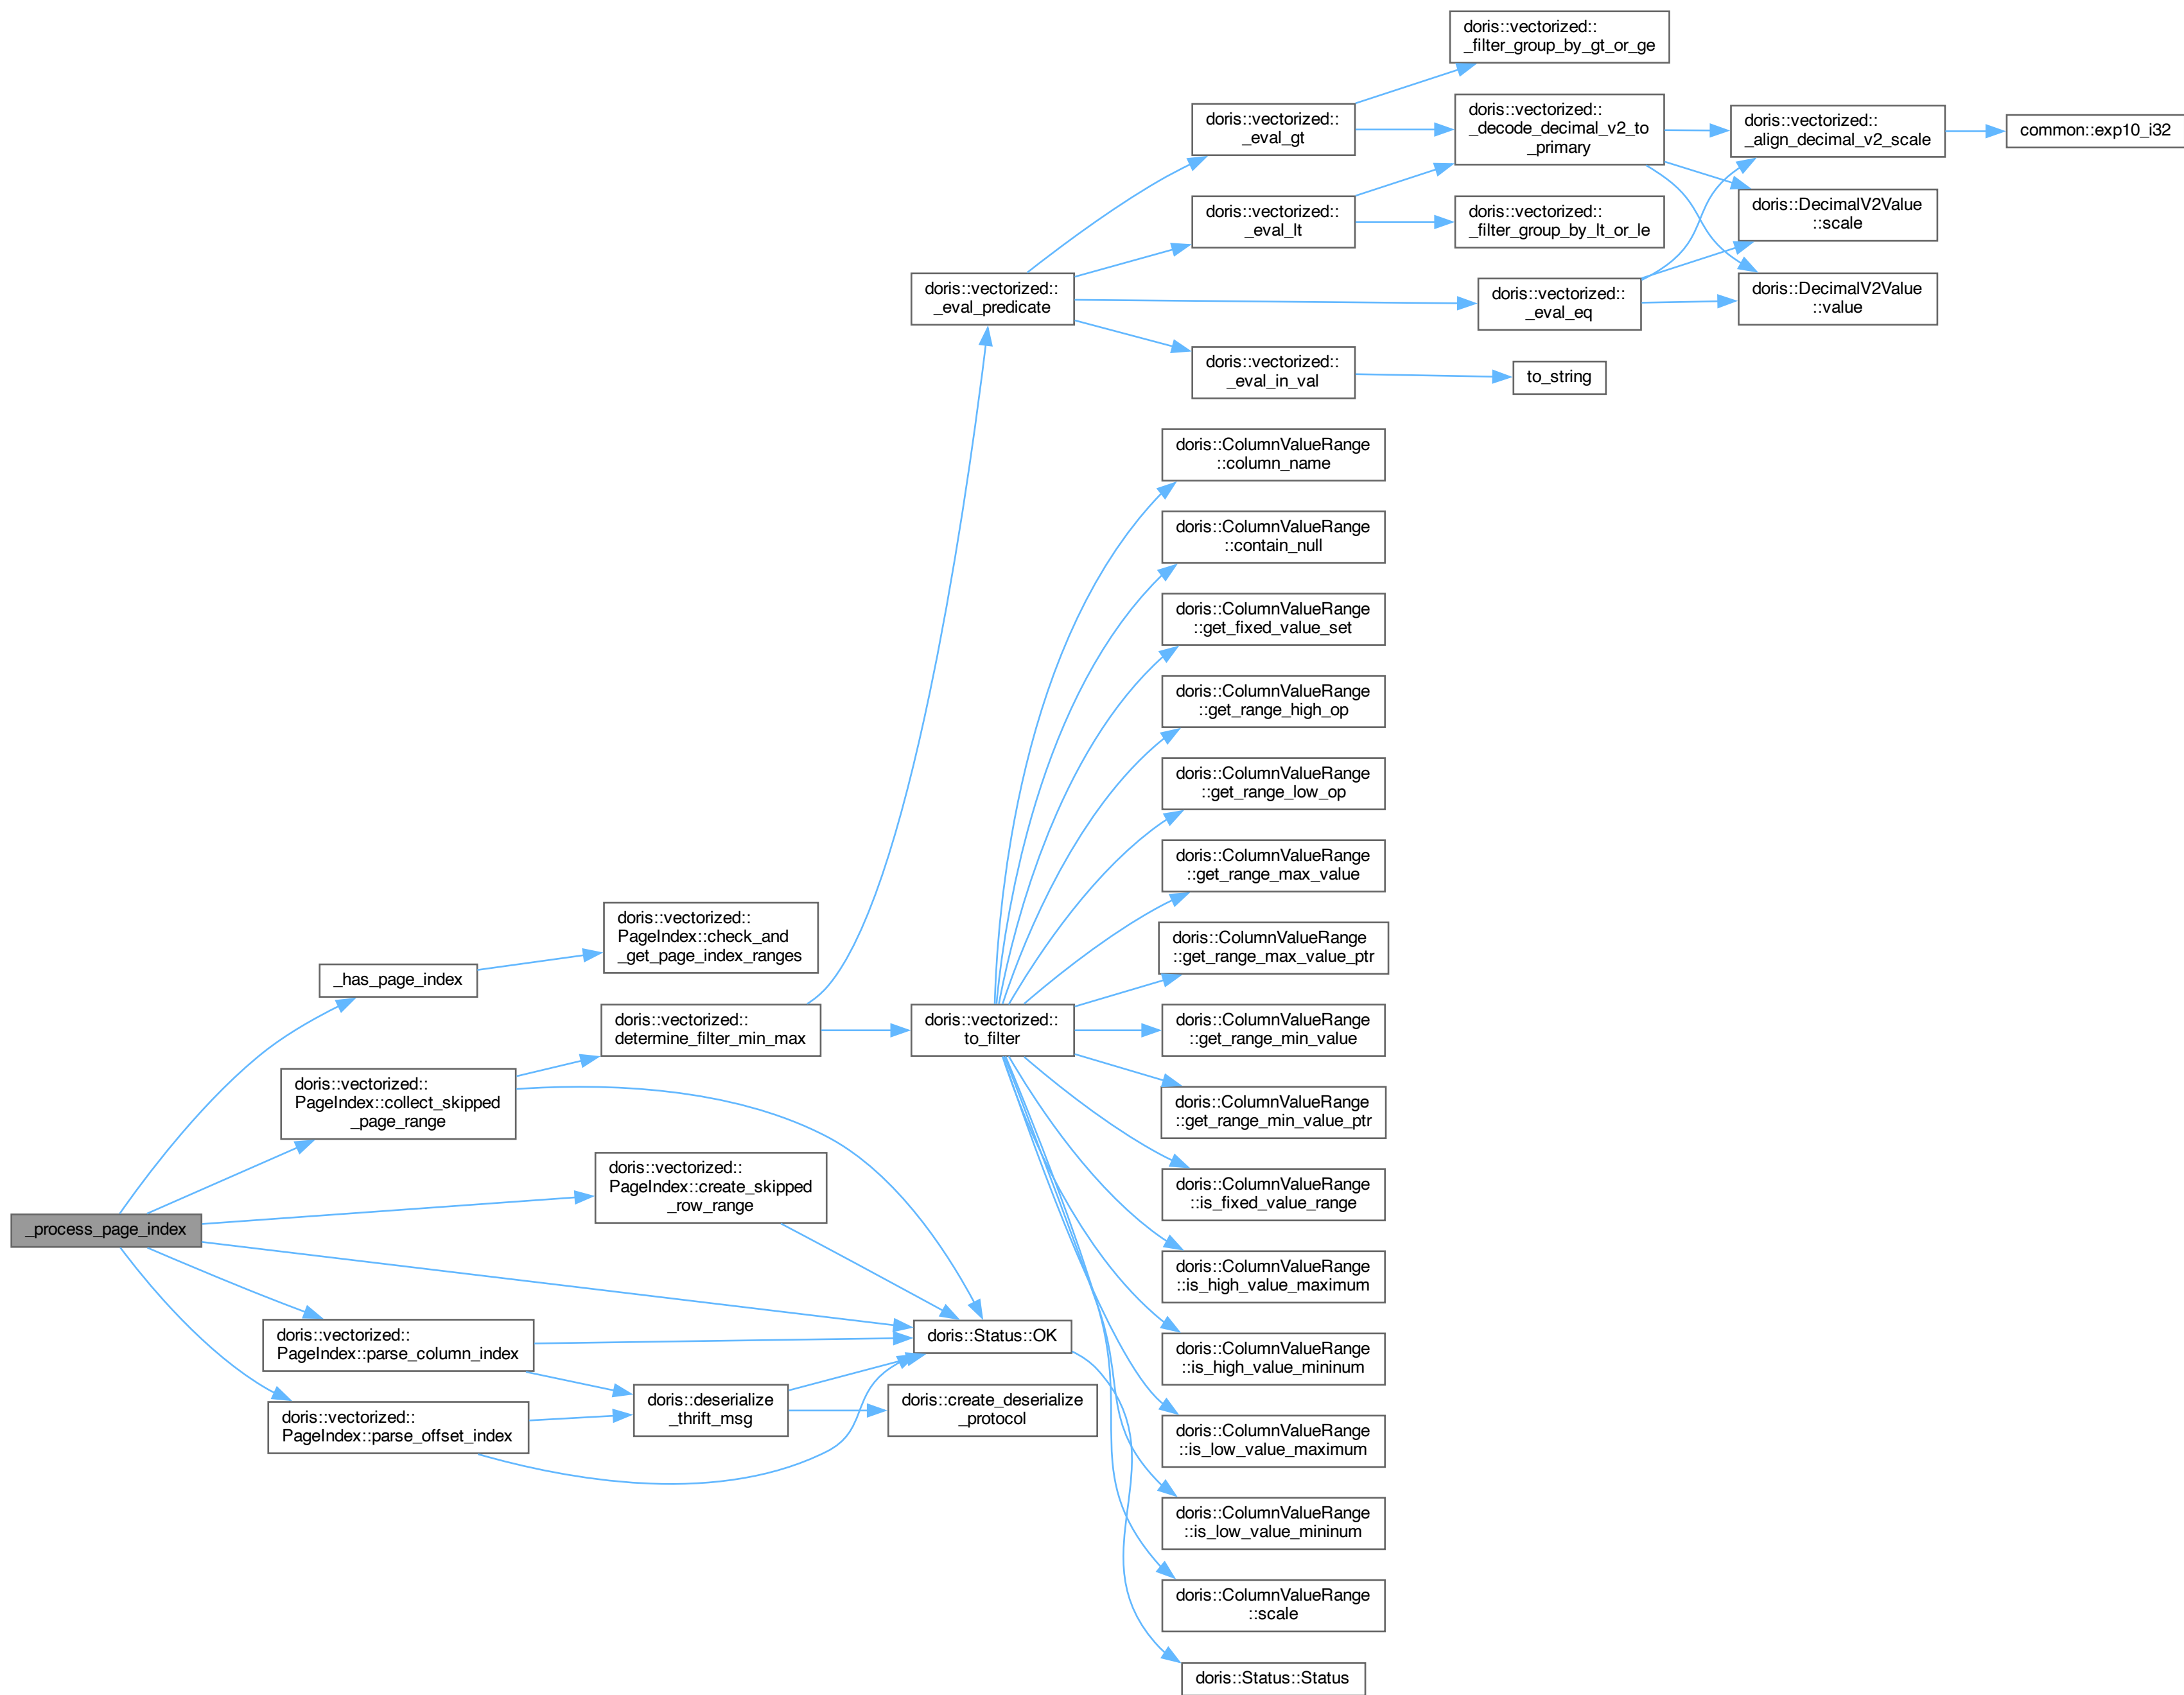 _process_page_index
_has_page_index
doris::vectorized::
PageIndex::check_and
_get_page_index_ranges
doris::vectorized::
PageIndex::collect_skipped
_page_range
doris::vectorized::
determine_filter_min_max
doris::vectorized::
_eval_predicate
doris::vectorized::
_eval_gt
doris::vectorized::
_filter_group_by_gt_or_ge
doris::vectorized::
_decode_decimal_v2_to
_primary
doris::vectorized::
_align_decimal_v2_scale
common::exp10_i32
doris::DecimalV2Value
::scale
doris::DecimalV2Value
::value
doris::vectorized::
_eval_lt
doris::vectorized::
_filter_group_by_lt_or_le
doris::vectorized::
_eval_eq
doris::vectorized::
_eval_in_val
to_string
doris::vectorized::
to_filter
doris::ColumnValueRange
::column_name
doris::ColumnValueRange
::contain_null
doris::ColumnValueRange
::get_fixed_value_set
doris::ColumnValueRange
::get_range_high_op
doris::ColumnValueRange
::get_range_low_op
doris::ColumnValueRange
::get_range_max_value
doris::ColumnValueRange
::get_range_max_value_ptr
doris::ColumnValueRange
::get_range_min_value
doris::ColumnValueRange
::get_range_min_value_ptr
doris::ColumnValueRange
::is_fixed_value_range
doris::ColumnValueRange
::is_high_value_maximum
doris::ColumnValueRange
::is_high_value_mininum
doris::ColumnValueRange
::is_low_value_maximum
doris::ColumnValueRange
::is_low_value_mininum
doris::ColumnValueRange
::scale
doris::vectorized::
PageIndex::create_skipped
_row_range
doris::Status::OK
doris::Status::Status
doris::vectorized::
PageIndex::parse_column_index
doris::deserialize
_thrift_msg
doris::create_deserialize
_protocol
doris::vectorized::
PageIndex::parse_offset_index